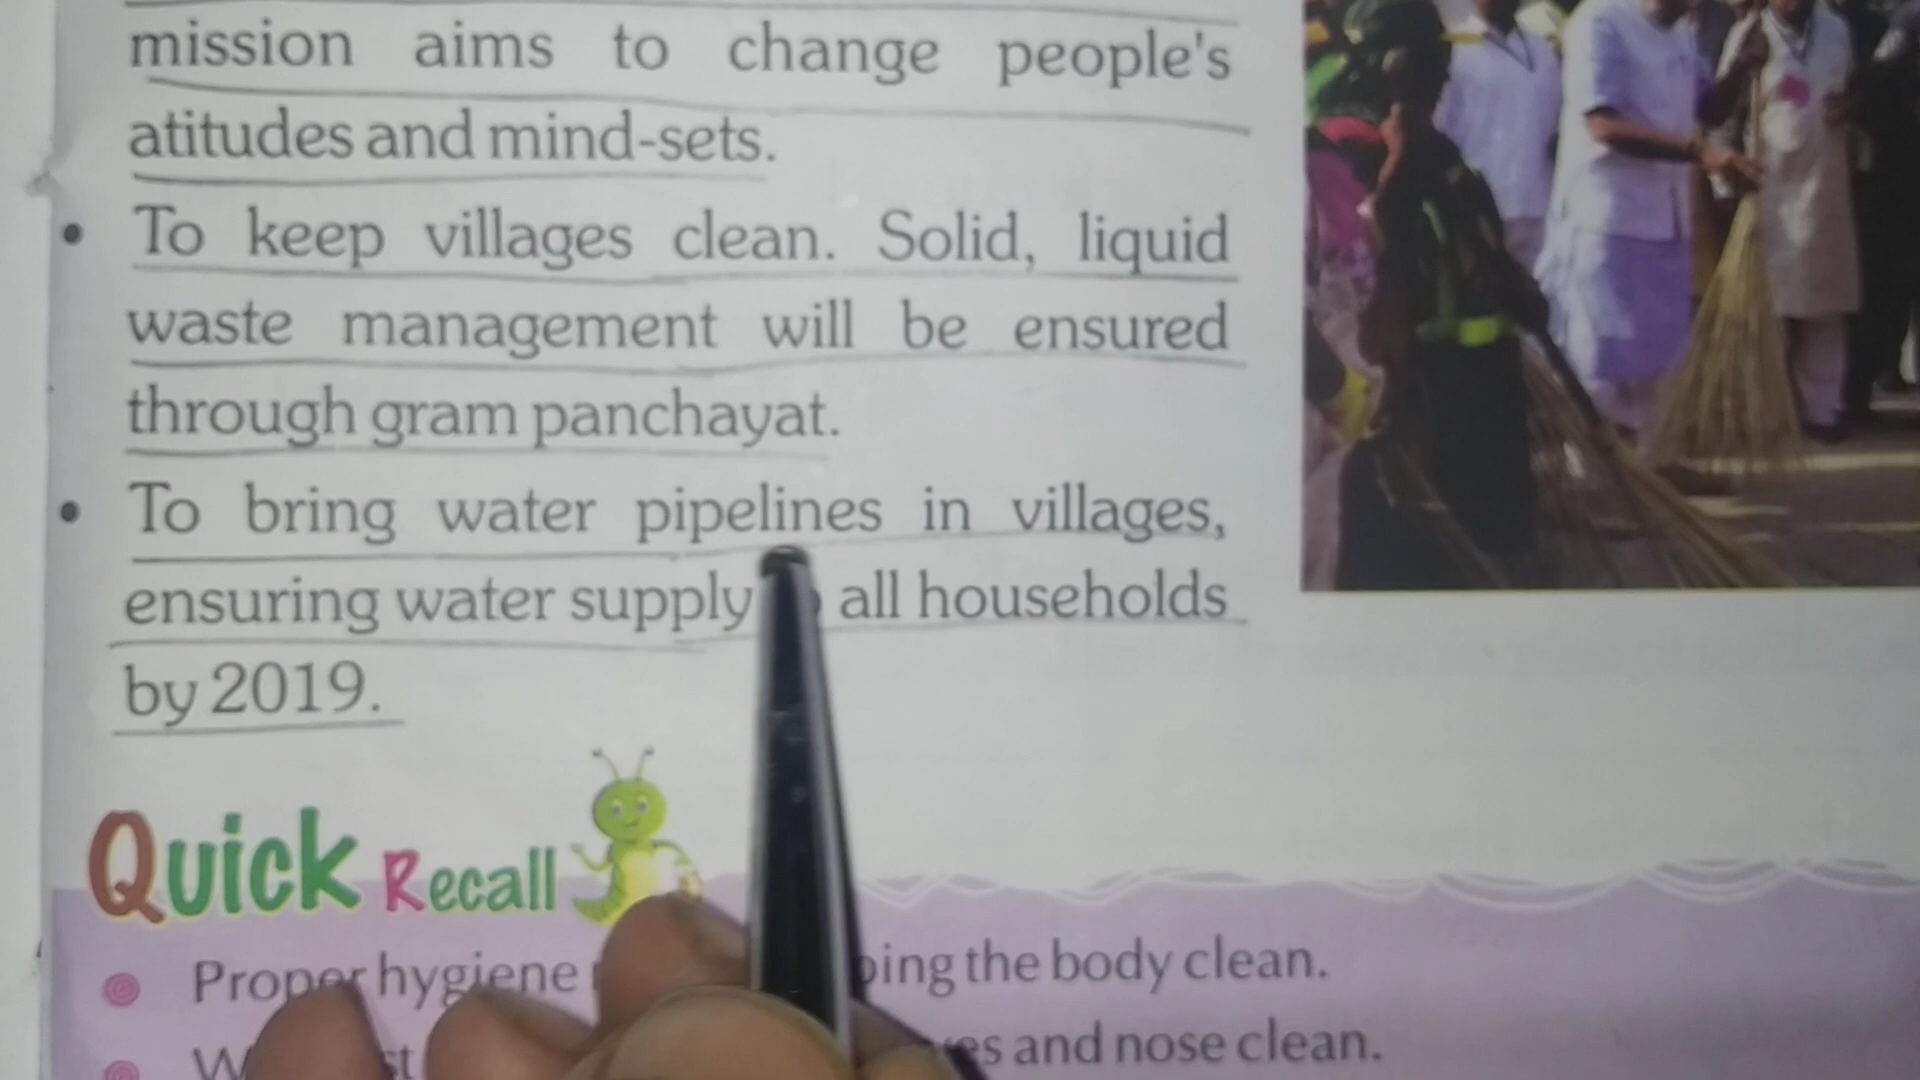 mission aims to change people's
atitudes and mind-sets.
• To keep villages clean. Solid, liquid
waste management will be ensured
through gram panchayat.
• To bring water pipelines in villages,
ensuring water supply all households
by 2019.
Quick Recall
Proper hygiene the body clean.
and nose clean.